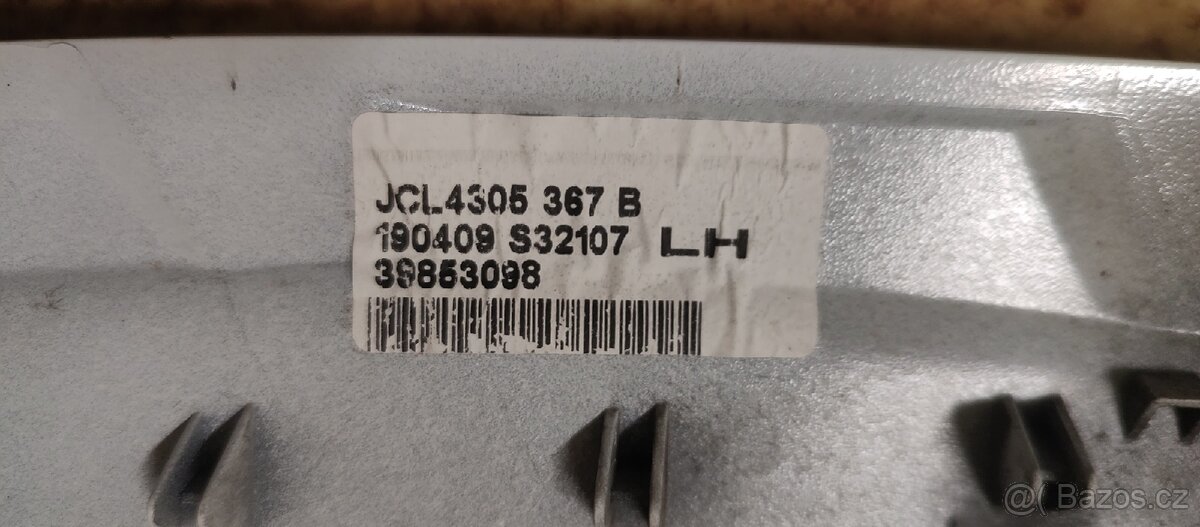 JCL4305 367 B
190409 S32107 LH
39853098
@( Bazos.cz